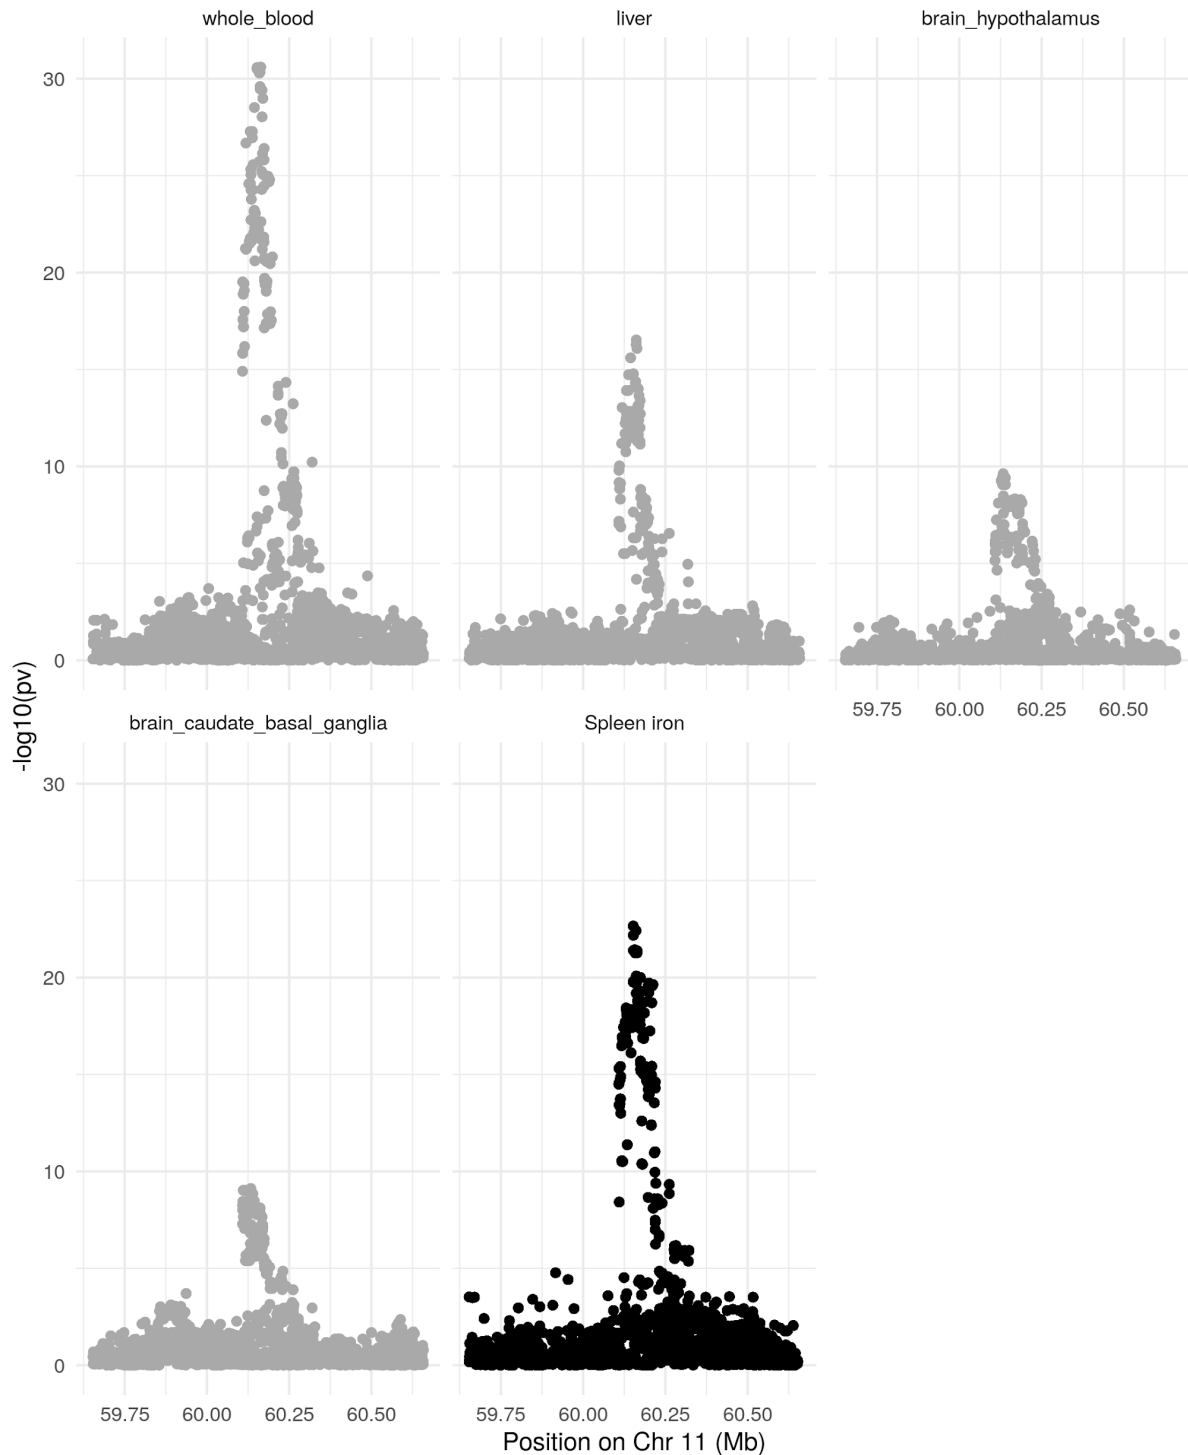 whole_blood liver brain_hypothalamus
30
20
10
0
59.75 60.00 60.25 60.50
-log10(pv)
brain_caudate_basal_ganglia Spleen iron
30
20
10
0
59.75 60.00 60.25 60.50 59.75 60.00 60.25 60.50
Position on Chr 11 (Mb)